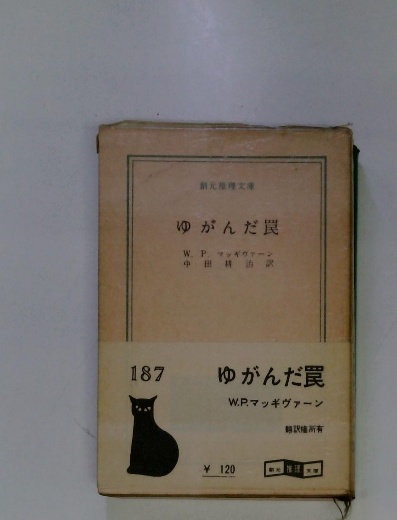 創元推理文庫
ゆがんだ罠
W. P. マッギヴァーン
中田耕治訳
187
ゆがんだ罠
W.P.マッギヴァーン
翻訳権所有
¥ 120
創元 推理 文庫